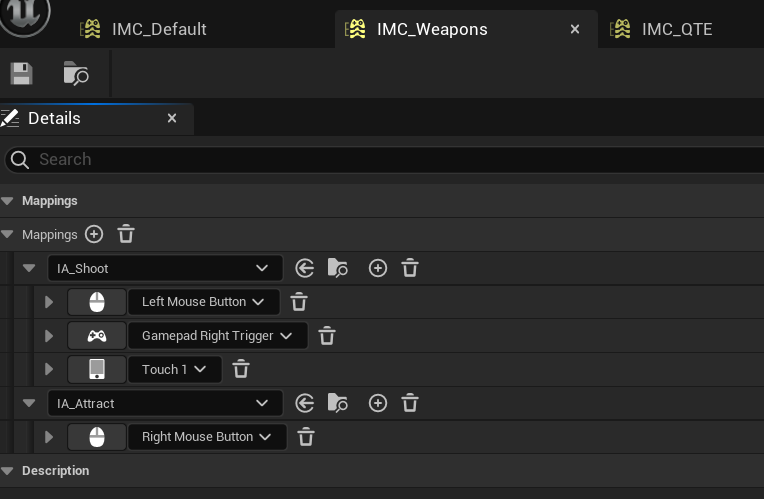 IMC_Default IMC_Weapons IMC_QTE
Details
Search
Mappings
Mappings
IA_Shoot
Left Mouse Button
Gamepad Right Trigger
Touch 1
IA_Attract
Right Mouse Button
Description